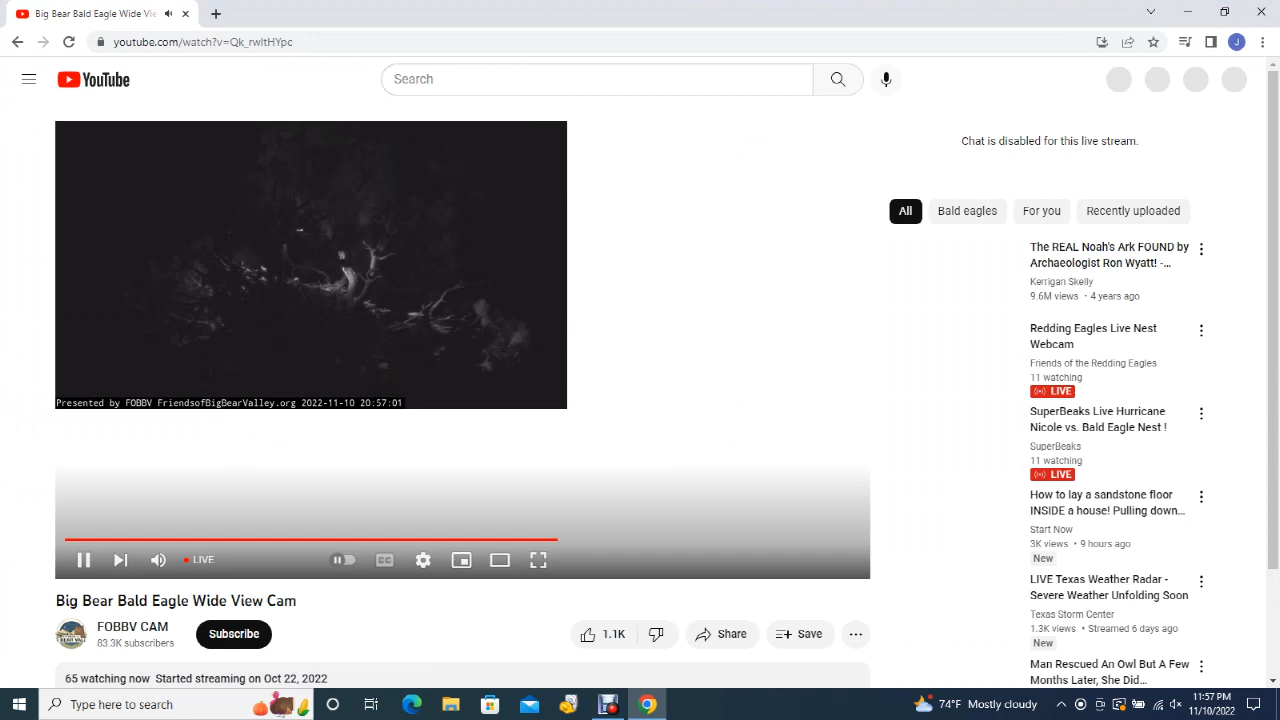 Big Bear Bald Eagle Wide Vie
youtube.com/watch?v=Qk_rwItHYpc
J
YouTube
Search
Chat is disabled for this live stream.
All
Bald eagles
For you
Recently uploaded
The REAL Noah's Ark FOUND by
Archaeologist Ron Wyatt! -...
Kerrigan Skelly
9.6M views • 4 years ago
Redding Eagles Live Nest
Webcam
Friends of the Redding Eagles
11 watching
LIVE
SuperBeaks Live Hurricane
Nicole vs. Bald Eagle Nest !
SuperBeaks
11 watching
LIVE
How to lay a sandstone floor
INSIDE a house! Pulling down...
Start Now
3K views • 9 hours ago
New
LIVE Texas Weather Radar -
Severe Weather Unfolding Soon
Texas Storm Center
1.3K views • Streamed 6 days ago
New
Man Rescued An Owl But A Few
Months Later, She Did...
Presented by FOBBV FriendsofBigBearValley.org 2022-11-10 20:57:01
LIVE
CC
Big Bear Bald Eagle Wide View Cam
FOBBV CAM
83.3K subscribers
Subscribe
1.1K
Share
Save
65 watching now Started streaming on Oct 22, 2022
Type here to search
74°F Mostly cloudy
11:57 PM
11/10/2022